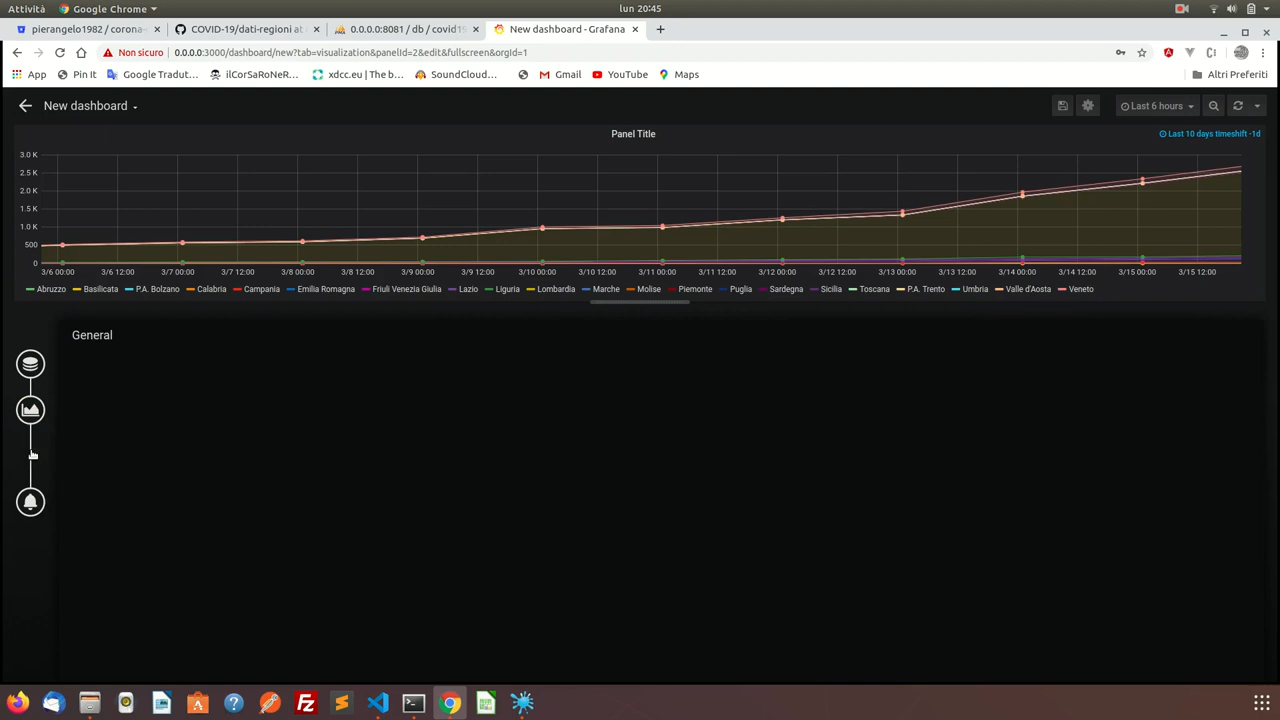 Attività
Google Chrome
lun 20:45
pierangelo1982 / corona-
COVID-19/dati-regioni at
0.0.0.0:8081 / db / covid19
New dashboard - Grafana
Non sicuro
0.0.0.0:3000/dashboard/new?tab=visualization&panelId=2&edit&fullscreen&orgId=1
App
Pin It
Google Tradut...
ilCorSaRoNeR...
xdcc.eu | The b...
SoundCloud...
Gmail
YouTube
Maps
Altri Preferiti
New dashboard
Last 6 hours
Panel Title
Last 10 days timeshift -1d
3.0 K
2.5 K
2.0 K
1.5 K
1.0 K
500
0
3/6 00:00 3/6 12:00 3/7 00:00 3/7 12:00 3/8 00:00 3/8 12:00 3/9 00:00 3/9 12:00 3/10 00:00 3/10 12:00 3/11 00:00 3/11 12:00 3/12 00:00 3/12 12:00 3/13 00:00 3/13 12:00 3/14 00:00 3/14 12:00 3/15 00:00 3/15 12:00
Abruzzo Basilicata P.A. Bolzano Calabria Campania Emilia Romagna Friuli Venezia Giulia Lazio Liguria Lombardia Marche Molise Piemonte Puglia Sardegna Sicilia Toscana P.A. Trento Umbria Valle d'Aosta Veneto
General